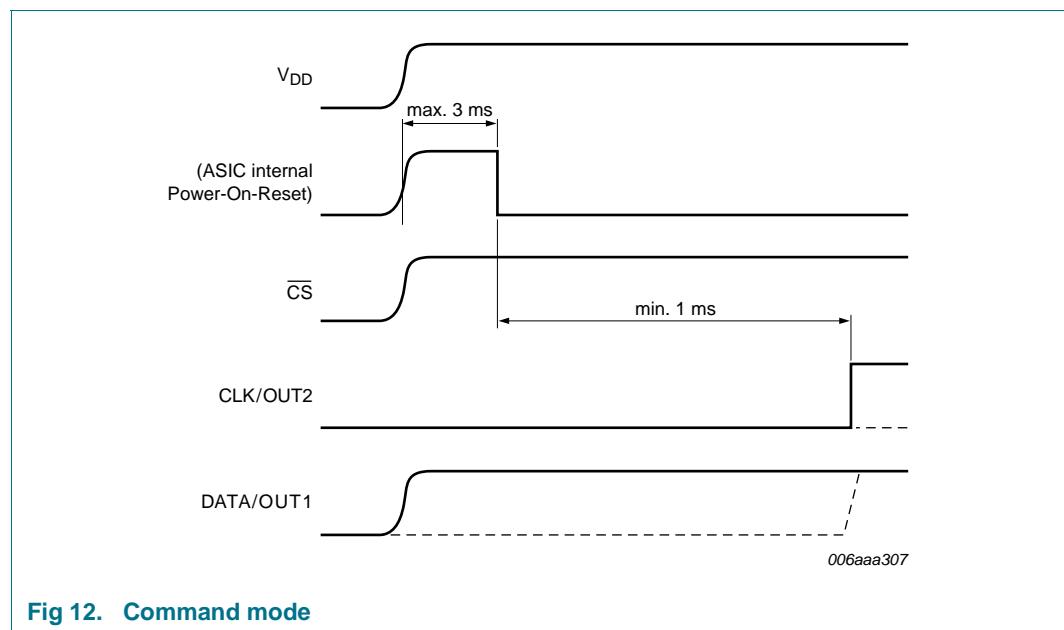 VDD
max. 3 ms
(ASIC internal
Power-On-Reset)
CS
min. 1 ms
CLK/OUT2
DATA/OUT1
006aaa307
Fig 12. Command mode